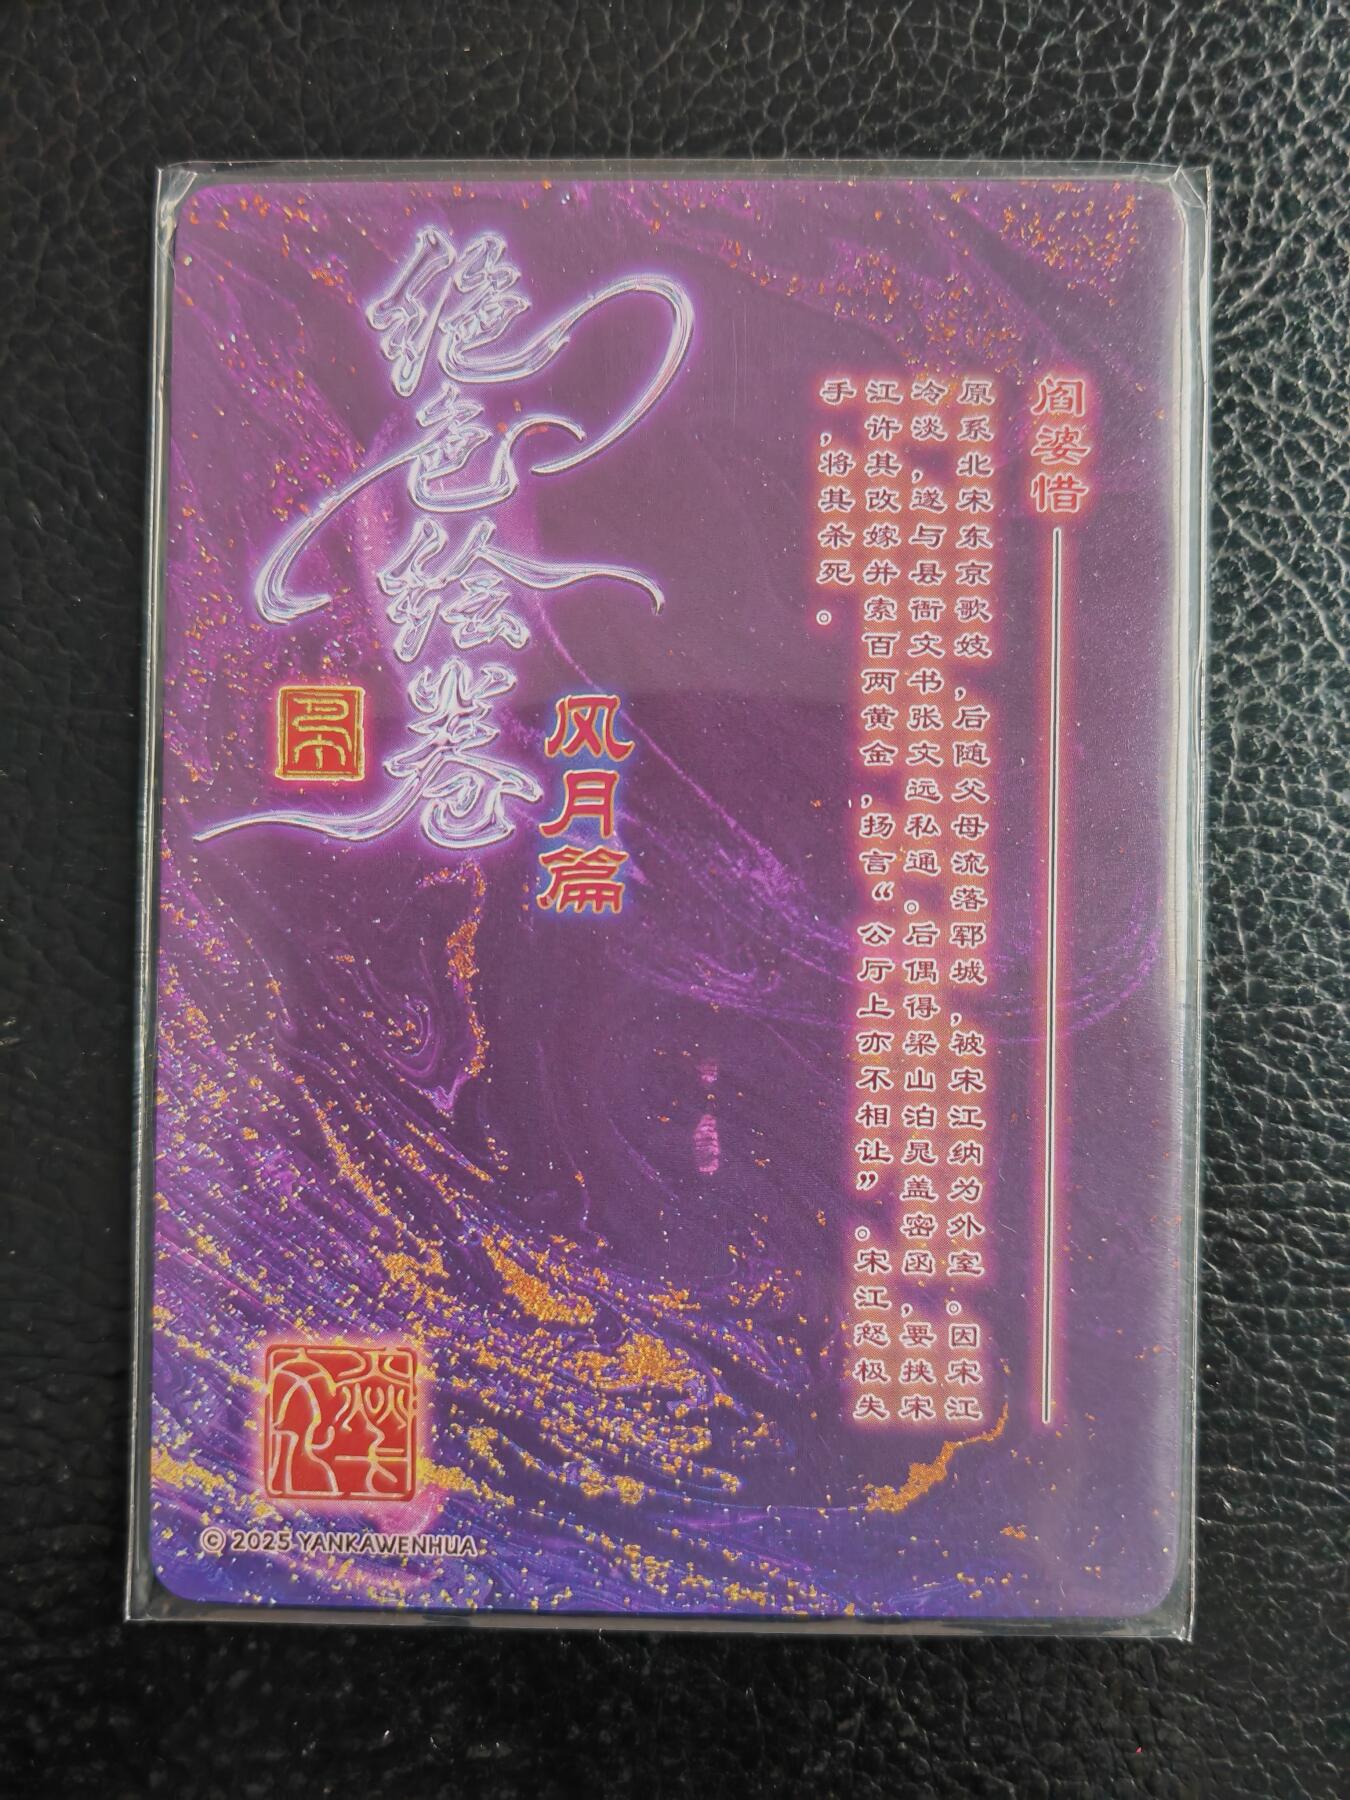 阎婆惜
原系北宋东京歌妓，后随父母流落郓城，被宋江纳为外室。因宋江
冷淡，遂与县衙文书张文远私通。后偶得梁山泊晁盖密函，要挟宋
江许其改嫁并索百两黄金，扬言“公厅上亦不相让”。宋江怒极失
手，将其杀死。
绝色绘卷
风月篇
© 2025 YANKAWENHUA